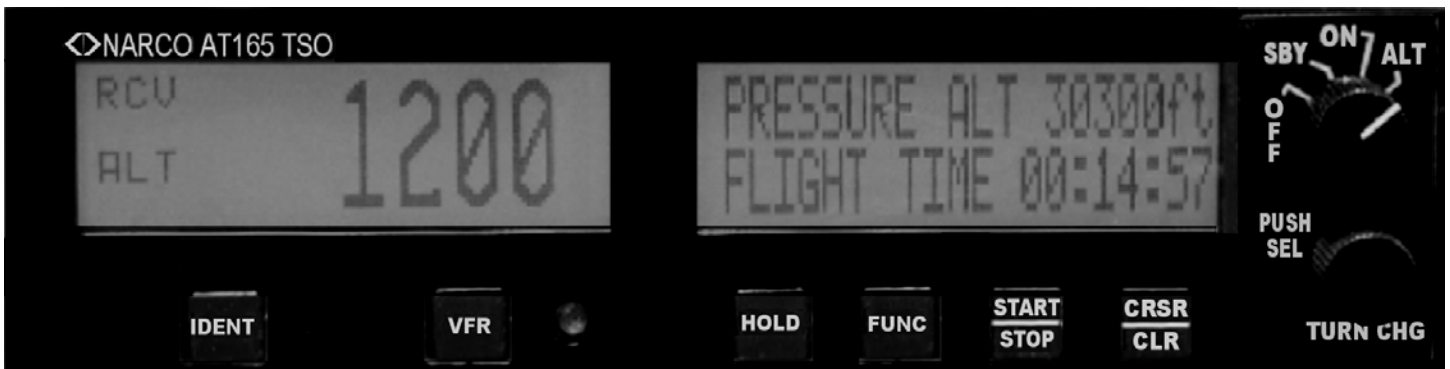 NARCO AT165 TSO
RCV
1200
ALT
PRESSURE ALT 30300ft
FLIGHT TIME 00:14:57
OFF
SBY
ON
ALT
PUSH
SEL
TURN CHG
IDENT
VFR
HOLD
FUNC
START
STOP
CRSR
CLR